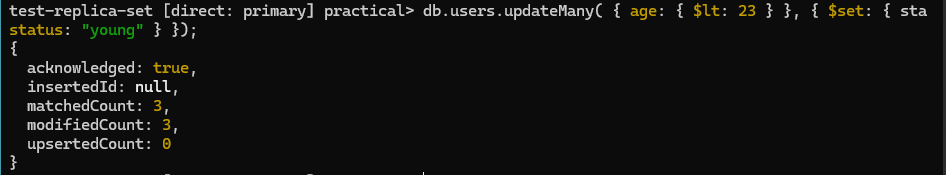 test-replica-set [direct: primary] practical> db.users.updateMany( { age: { $lt: 23 } }, { $set: { sta
status: "young" } });
{
  acknowledged: true,
  insertedId: null,
  matchedCount: 3,
  modifiedCount: 3,
  upsertedCount: 0
}